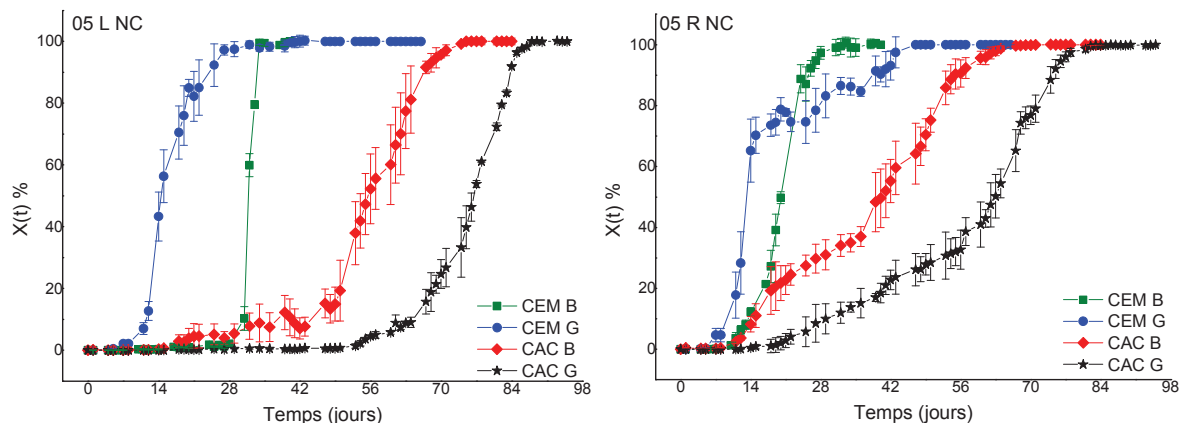 05 L NC
X(t) %
100
80
60
40
20
0
0 14 28 42 56 70 84 98
Temps (jours)
CEM B
CEM G
CAC B
CAC G
05 R NC
X(t) %
100
80
60
40
20
0
0 14 28 42 56 70 84 98
Temps (jours)
CEM B
CEM G
CAC B
CAC G